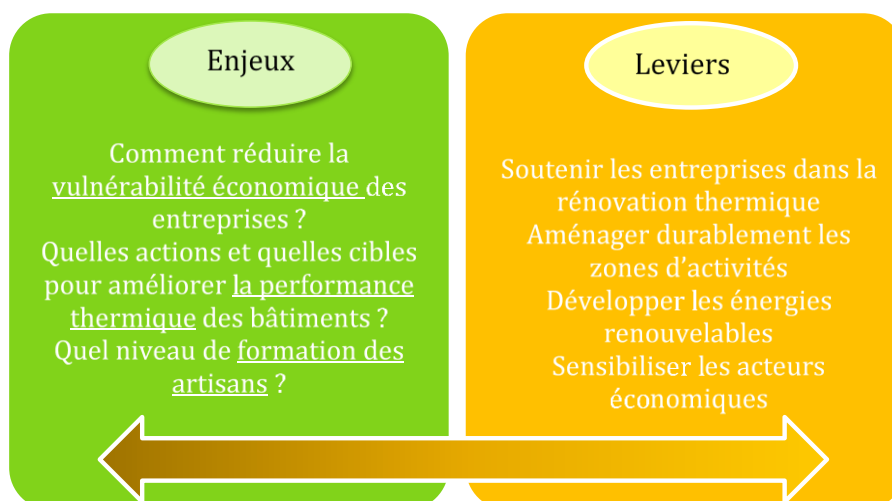 Enjeux
Comment réduire la
vulnérabilité économique des
entreprises ?
Quelles actions et quelles cibles
pour améliorer la performance
thermique des bâtiments ?
Quel niveau de formation des
artisans ?
Leviers
Soutenir les entreprises dans la
rénovation thermique
Aménager durablement les
zones d’activités
Développer les énergies
renouvelables
Sensibiliser les acteurs
économiques